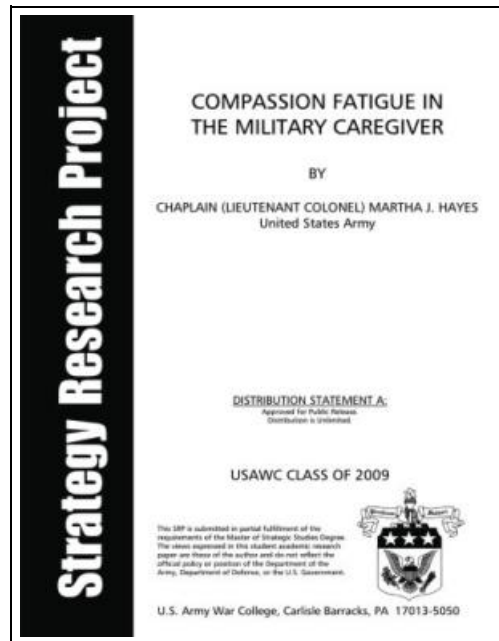 Strategy Research Project
COMPASSION FATIGUE IN
THE MILITARY CAREGIVER
BY
CHAPLAIN (LIEUTENANT COLONEL) MARTHA J. HAYES
United States Army
DISTRIBUTION STATEMENT A:
Approved for Public Release.
Distribution is Unlimited.
USAWC CLASS OF 2009
This SRP is submitted in partial fulfillment of the
requirements of the Master of Strategic Studies Degree.
The views expressed in this student academic research
paper are those of the author and do not reflect the
official policy or position of the Department of the
Army, Department of Defense, or the U.S. Government.
U.S. Army War College, Carlisle Barracks, PA 17013-5050